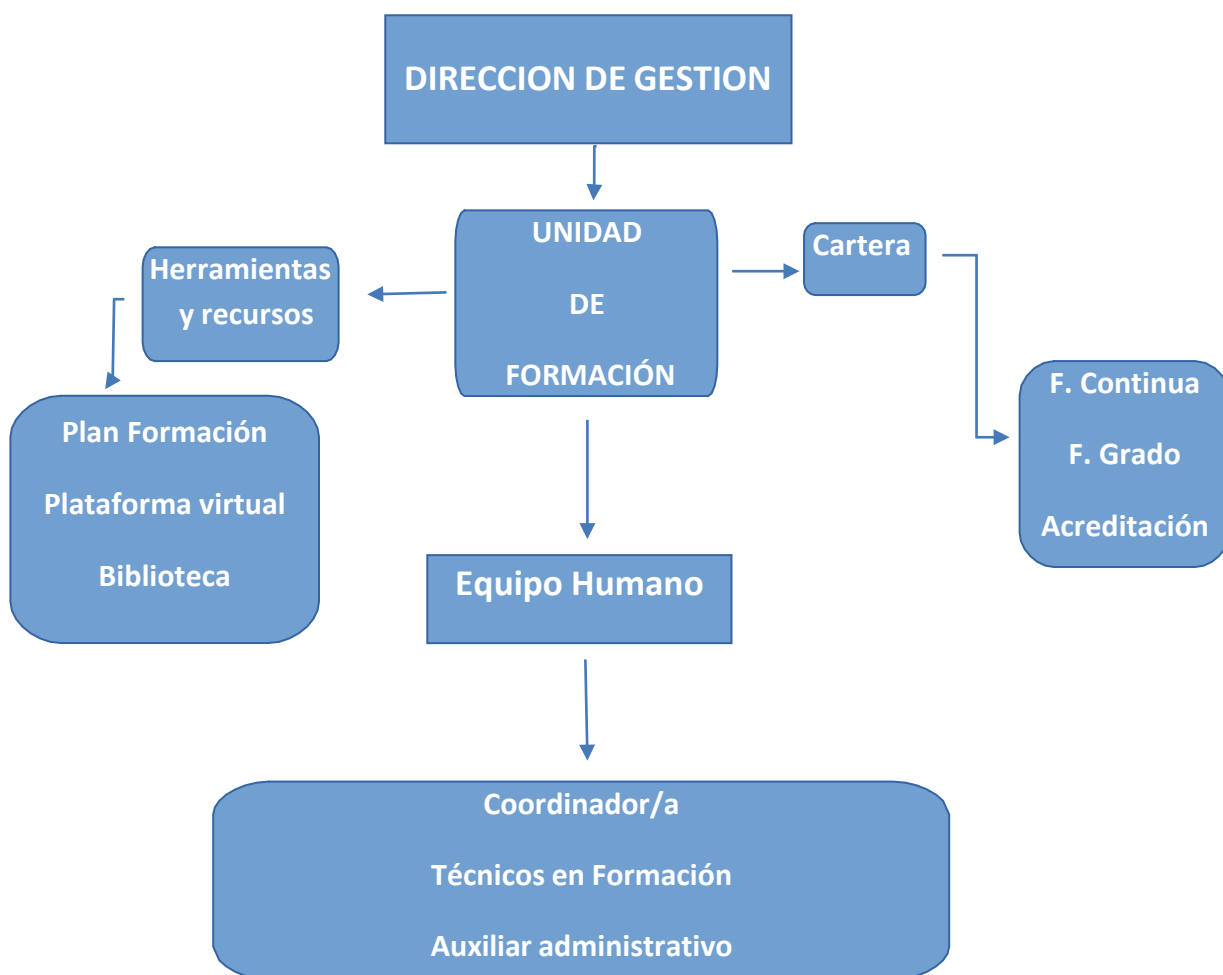 DIRECCION DE GESTION
UNIDAD
DE
FORMACIÓN
Cartera
Herramientas
y recursos
F. Continua
F. Grado
Acreditación
Plan Formación
Plataforma virtual
Biblioteca
Equipo Humano
Coordinador/a
Técnicos en Formación
Auxiliar administrativo